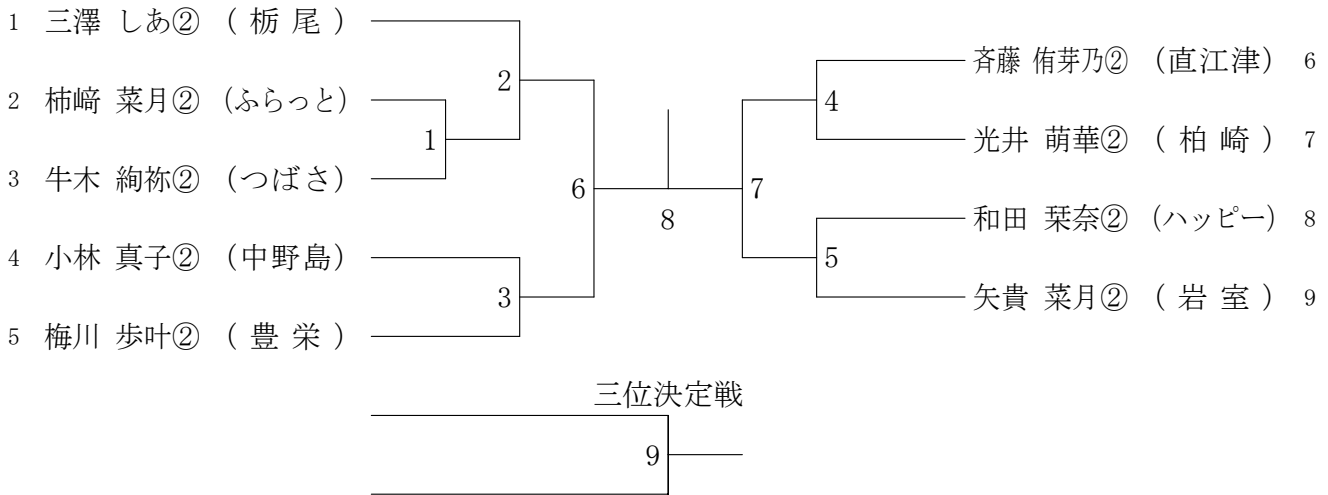 1 三澤 しあ② （ 栃 尾 ）
2 柿﨑 菜月② （ふらっと）
3 牛木 絢祢② （つばさ）
4 小林 真子② （中野島）
5 梅川 歩叶② （ 豊 栄 ）
2
1
6
3
8
7
4
5
斉藤 侑芽乃② （直江津） 6
光井 萌華② （ 柏 崎 ） 7
和田 栞奈② （ハッピー） 8
矢貴 菜月② （ 岩 室 ） 9
三位決定戦
9